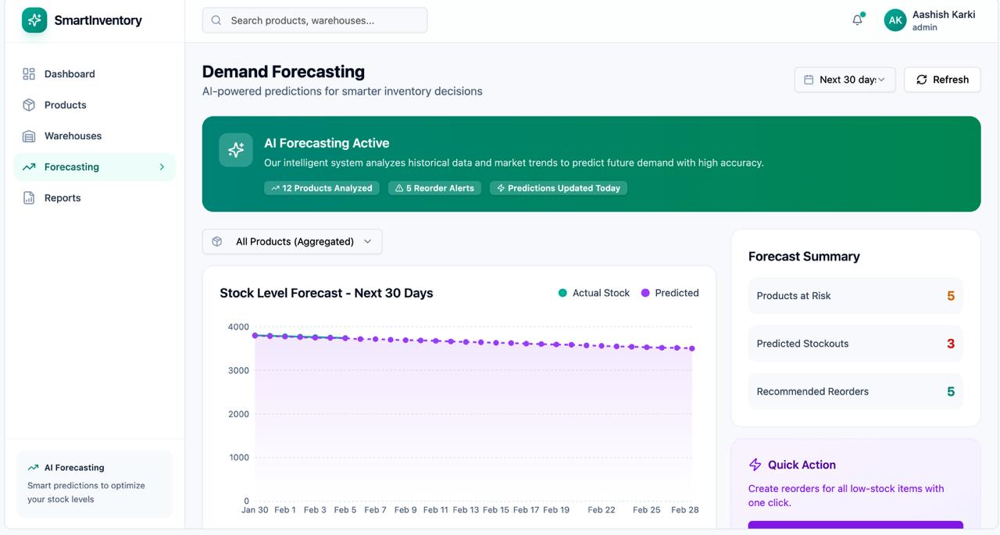 SmartInventory
Search products, warehouses...
AK
Aashish Karki
admin
Dashboard
Products
Warehouses
Forecasting
Reports
AI Forecasting
Smart predictions to optimize
your stock levels
Demand Forecasting
AI-powered predictions for smarter inventory decisions
Next 30 days
Refresh
AI Forecasting Active
Our intelligent system analyzes historical data and market trends to predict future demand with high accuracy.
12 Products Analyzed
5 Reorder Alerts
Predictions Updated Today
All Products (Aggregated)
Stock Level Forecast - Next 30 Days
Actual Stock
Predicted
4000
3000
2000
1000
0
Jan 30 Feb 1 Feb 3 Feb 5 Feb 7 Feb 9 Feb 11 Feb 13 Feb 15 Feb 17 Feb 19 Feb 22 Feb 25 Feb 28
Forecast Summary
Products at Risk 5
Predicted Stockouts 3
Recommended Reorders 5
Quick Action
Create reorders for all low-stock items with
one click.